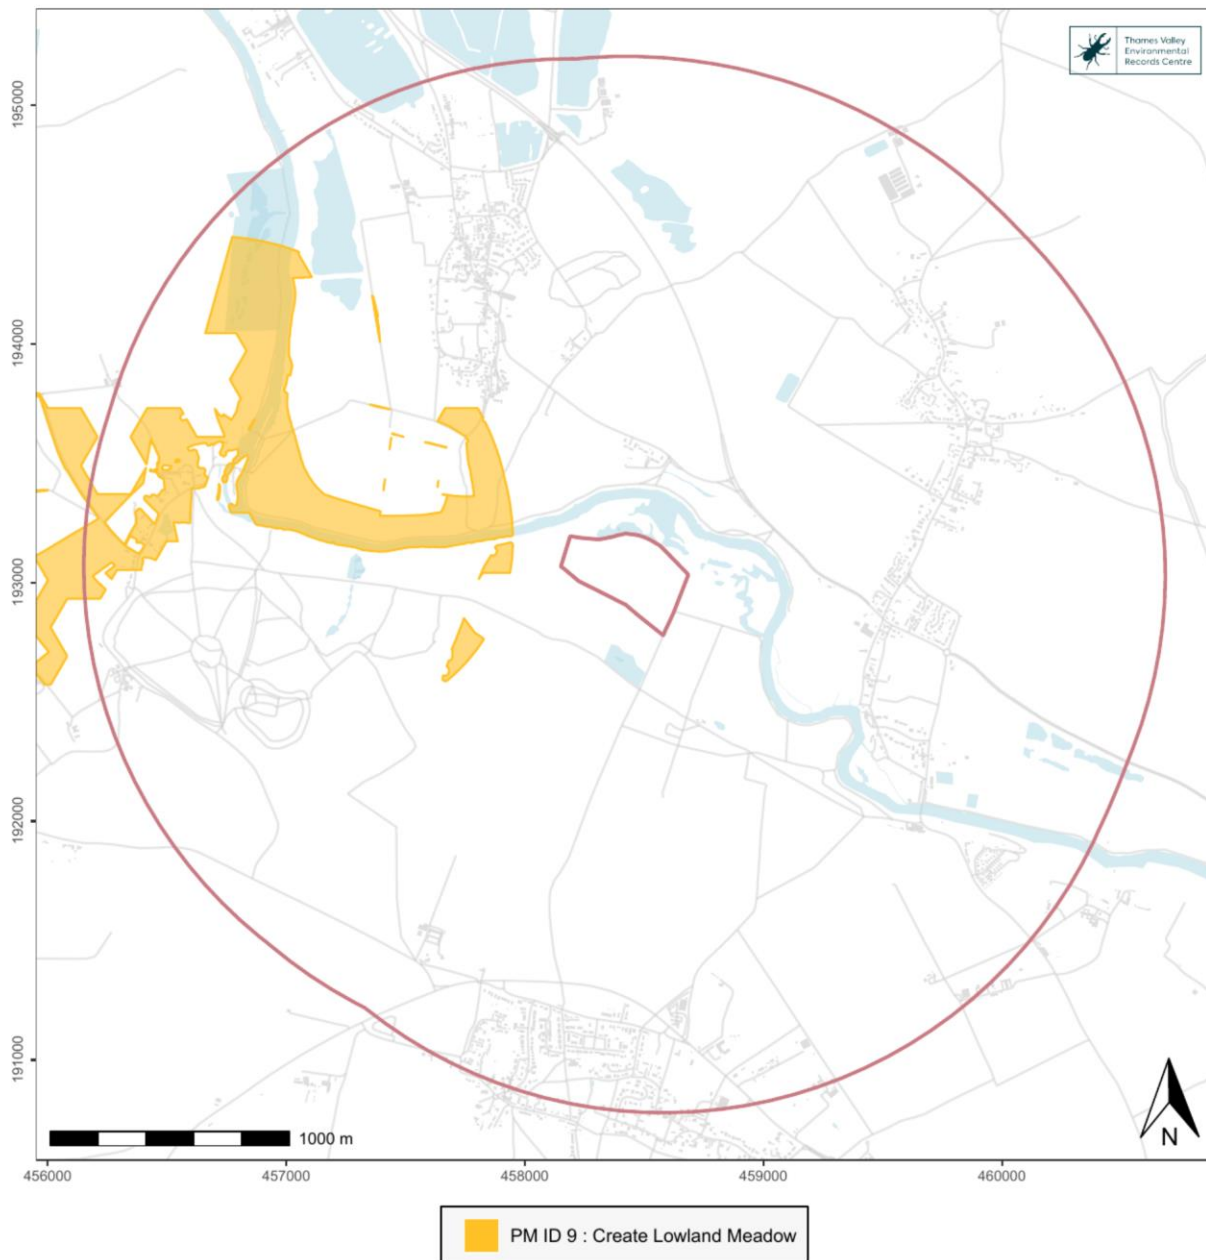 Thames Valley
Environmental
Records Centre
195000
194000
193000
192000
191000
1000 m
N
456000 457000 458000 459000 460000
PM ID 9 : Create Lowland Meadow